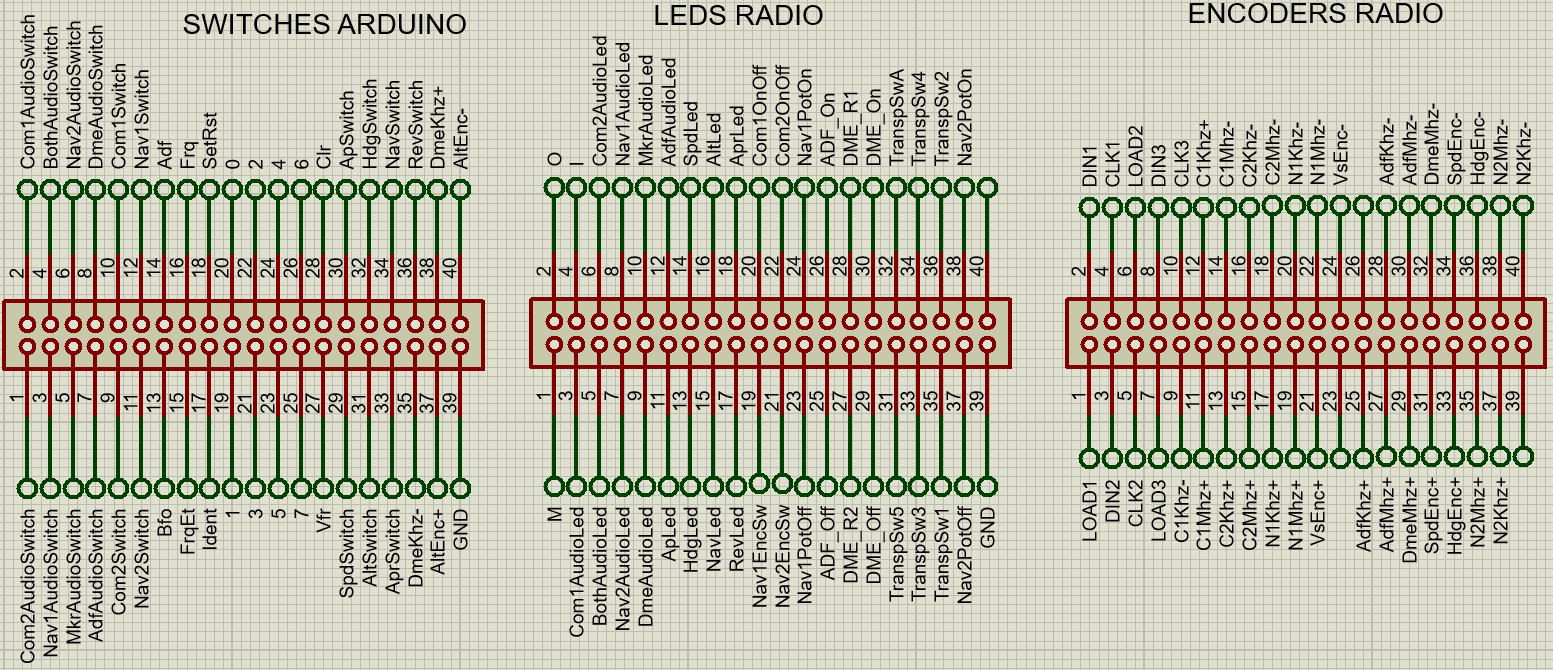 SWITCHES ARDUINO
Com1AudioSwitch
BothAudioSwitch
Nav2AudioSwitch
DmeAudioSwitch
Com1Switch
Nav1Switch
Adf
Frq
SetRst
0
2
4
6
Clr
ApSwitch
HdgSwitch
NavSwitch
RevSwitch
DmeKhz+
AltEnc-
2 4 6 8 10 12 14 16 18 20 22 24 26 28 30 32 34 36 38 40
1 3 5 7 9 11 13 15 17 19 21 23 25 27 29 31 33 35 37 39
Com2AudioSwitch
Nav1AudioSwitch
MkrAudioSwitch
AdfAudioSwitch
Com2Switch
Nav2Switch
Bfo
FrqEt
Ident
1
3
5
7
Vfr
SpdSwitch
AltSwitch
AprSwitch
DmeKhz-
AltEnc+
GND
LEDS RADIO
O
I
Com2AudioLed
Nav1AudioLed
MkrAudioLed
AdfAudioLed
SpdLed
AltLed
AprLed
Com1OnOff
Com2OnOff
Nav1PotOn
ADF_On
DME_R1
DME_On
TranspSwA
TranspSw4
TranspSw2
Nav2PotOn
2 4 6 8 10 12 14 16 18 20 22 24 26 28 30 32 34 36 38 40
1 3 5 7 9 11 13 15 17 19 21 23 25 27 29 31 33 35 37 39
M
Com1AudioLed
BothAudioLed
Nav2AudioLed
DmeAudioLed
ApLed
HdgLed
NavLed
RevLed
Nav1EncSw
Nav2EncSw
Nav1PotOff
ADF_Off
DME_R2
DME_Off
TranspSw5
TranspSw3
TranspSw1
Nav2PotOff
GND
ENCODERS RADIO
DIN1
CLK1
LOAD2
DIN3
CLK3
C1Khz+
C1Mhz-
C2Khz-
C2Mhz-
N1Khz-
N1Mhz-
VsEnc-
AdfKhz-
AdfMhz-
DmeMhz-
SpdEnc-
HdgEnc-
N2Mhz-
N2Khz-
2 4 6 8 10 12 14 16 18 20 22 24 26 28 30 32 34 36 38 40
1 3 5 7 9 11 13 15 17 19 21 23 25 27 29 31 33 35 37 39
LOAD1
DIN2
CLK2
LOAD3
C1Khz-
C1Mhz+
C2Khz+
C2Mhz+
N1Khz+
N1Mhz+
VsEnc+
AdfKhz+
AdfMhz+
DmeMhz+
SpdEnc+
HdgEnc+
N2Mhz+
N2Khz+